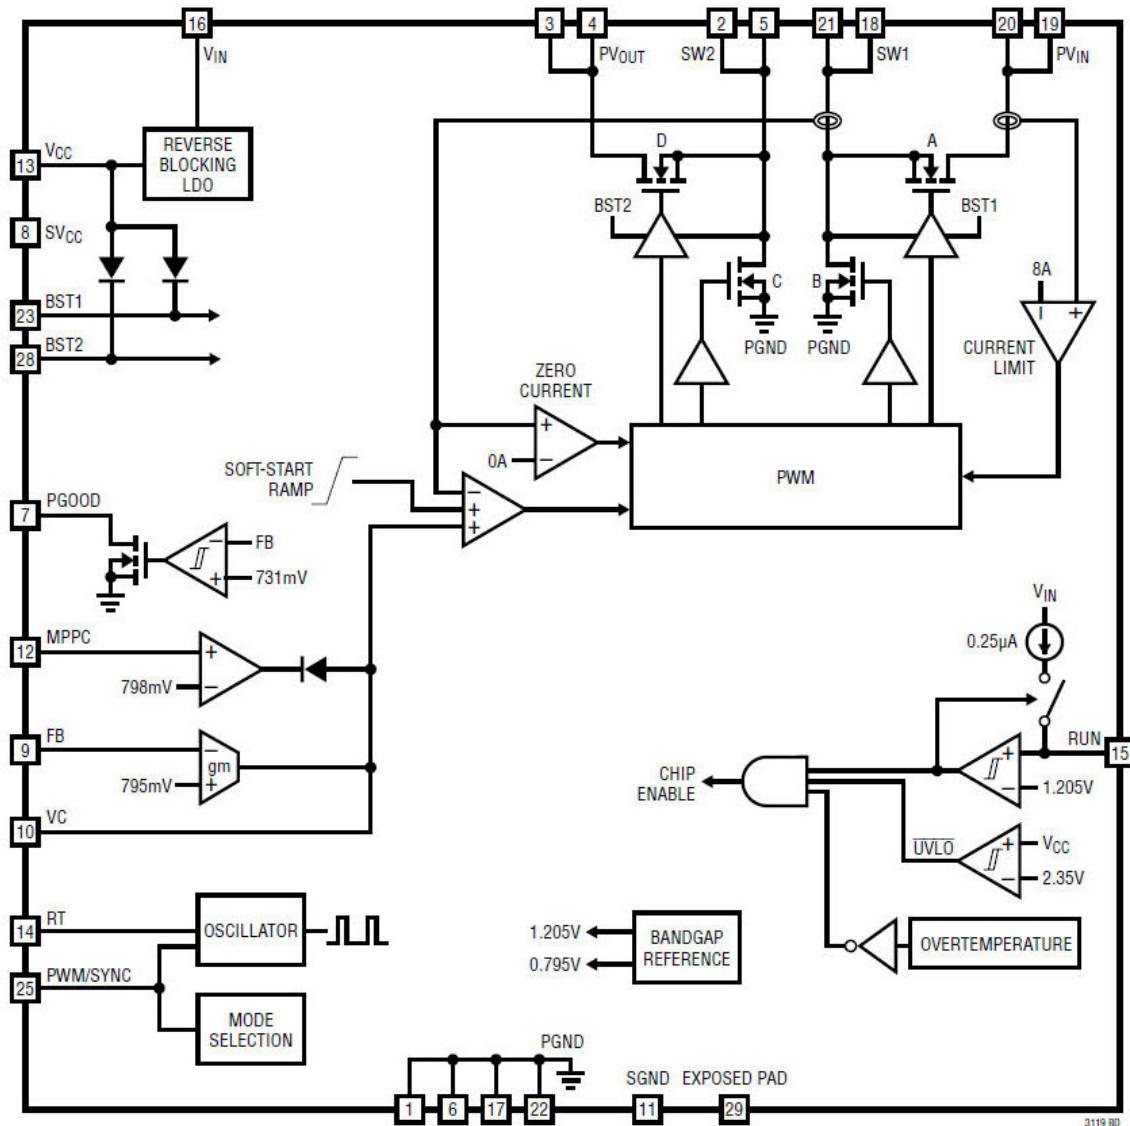 16
3
4
2
5
21
18
20
19
VIN
PVOUT
SW2
SW1
PVIN
13
VCC
REVERSE
BLOCKING
LDO
D
A
8
SVCC
BST2
BST1
23
BST1
C
B
8A
– +
28
BST2
PGND
PGND
CURRENT
LIMIT
ZERO
CURRENT
+
0A
–
PWM
SOFT-START
RAMP
–
+
+
7
PGOOD
–
FB
+
731mV
VIN
0.25µA
12
MPPC
+
798mV
–
9
FB
–
gm
795mV
+
10
VC
RUN
15
+
–
1.205V
CHIP
ENABLE
UVLO
+
VCC
–
2.35V
14
RT
OSCILLATOR
25
PWM/SYNC
MODE
SELECTION
1.205V
0.795V
BANDGAP
REFERENCE
OVERTEMPERATURE
PGND
SGND
EXPOSED PAD
1
6
17
22
11
29
3119 BD